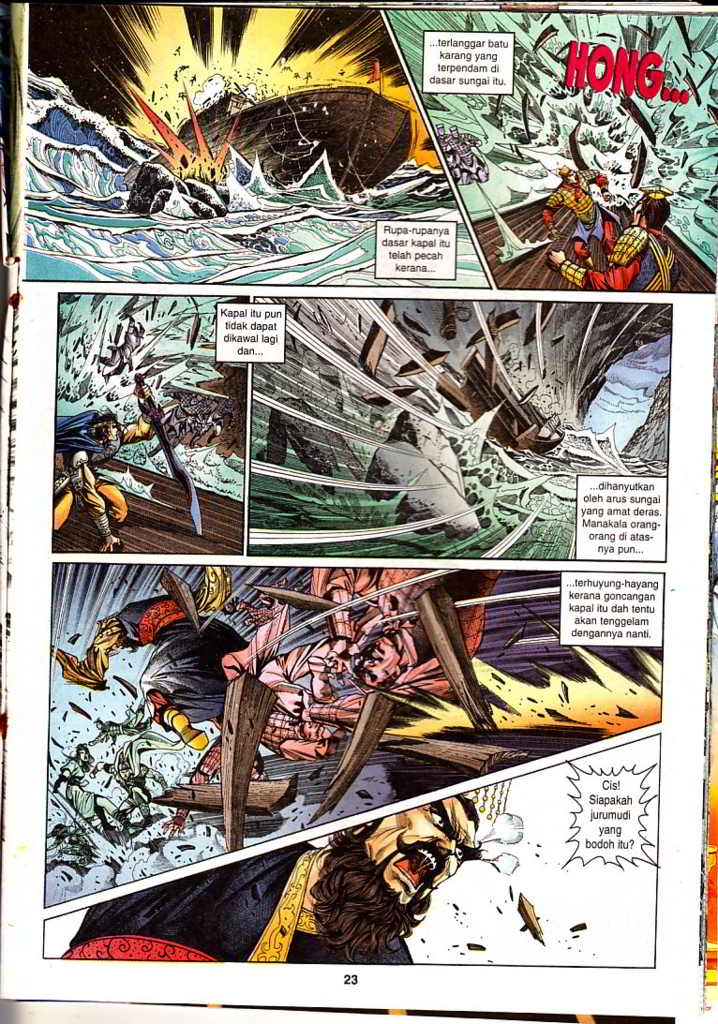 Rupa-rupanya
dasar kapal itu
telah pecah
kerana...
...terlanggar batu
karang yang
terpendam di
dasar sungai itu.
HONG...
Kapal itu pun
tidak dapat
dikawal lagi
dan...
...dihanyutkan
oleh arus sungai
yang amat deras.
Manakala orang-
orang di atas-
nya pun...
...terhuyung-hayang
kerana goncangan
kapal itu dah tentu
akan tenggelam
dengannya nanti.
Cis!
Siapakah
jurumudi
yang
bodoh itu?
23